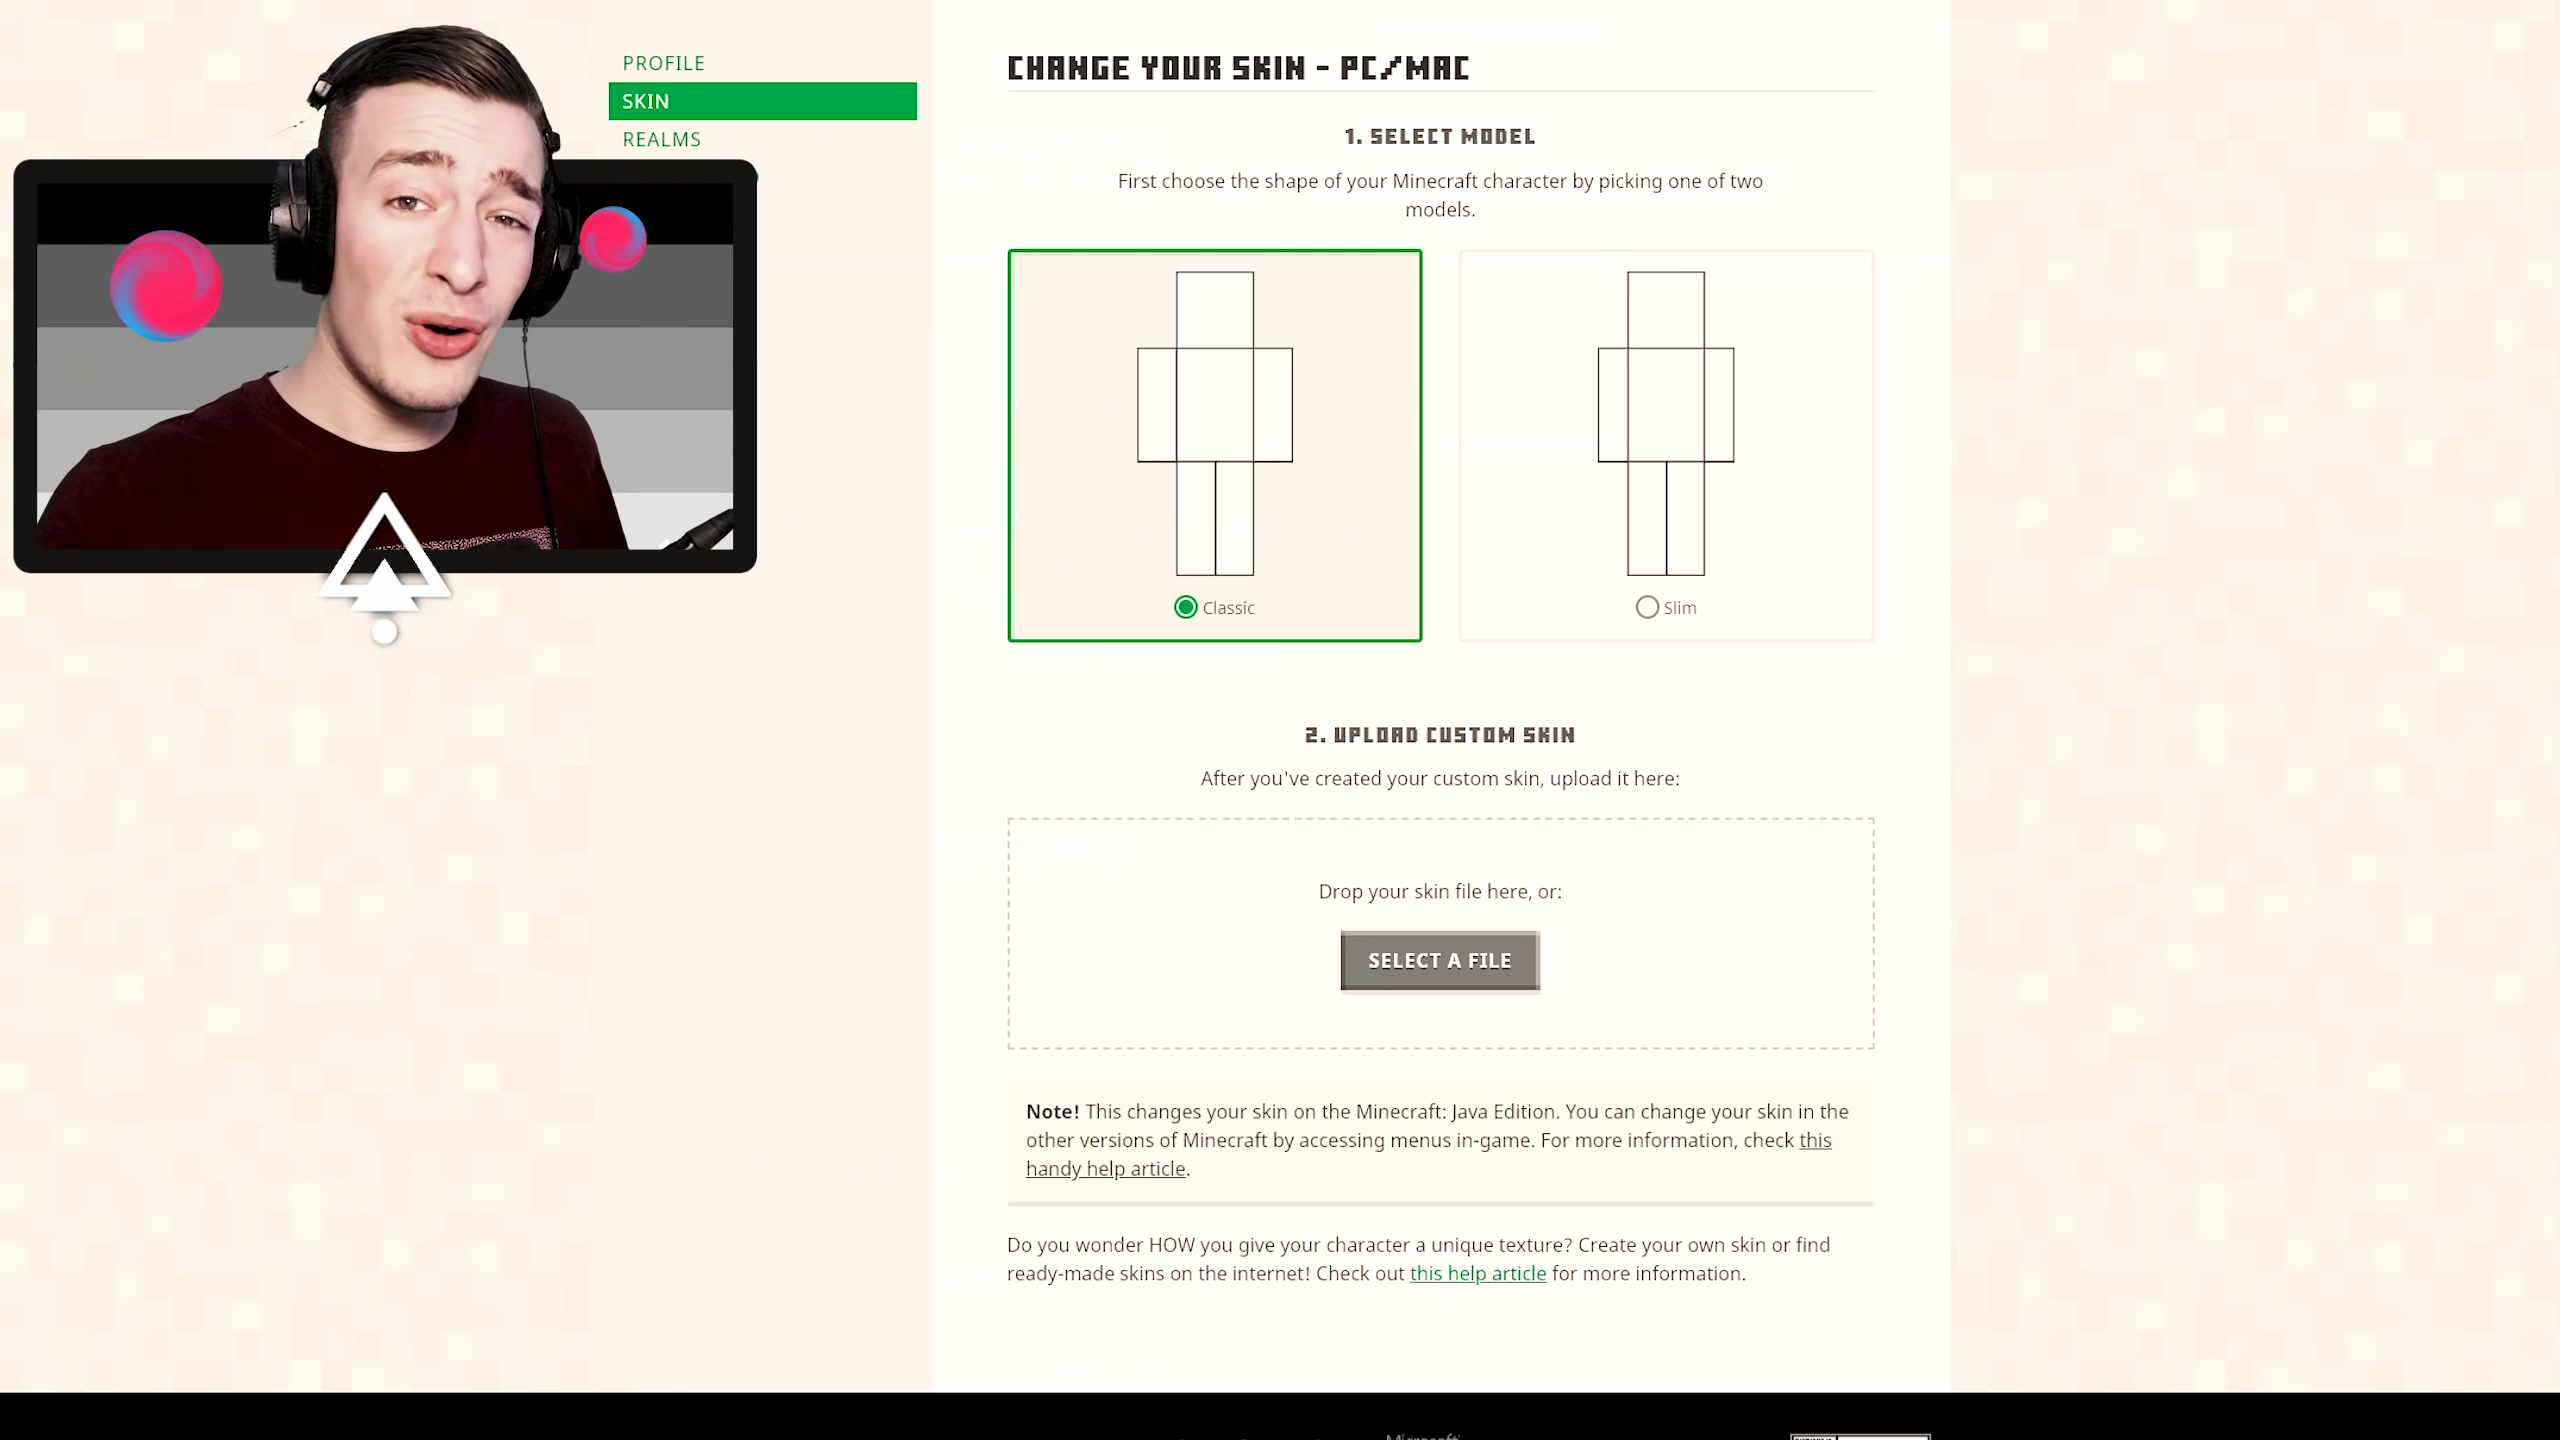 PROFILE
SKIN
REALMS
CHANGE YOUR SKIN - PC/MAC
1. SELECT MODEL
First choose the shape of your Minecraft character by picking one of two
models.
Classic
Slim
2. UPLOAD CUSTOM SKIN
After you've created your custom skin, upload it here:
Drop your skin file here, or:
SELECT A FILE
Note! This changes your skin on the Minecraft: Java Edition. You can change your skin in the
other versions of Minecraft by accessing menus in-game. For more information, check this
handy help article.
Do you wonder HOW you give your character a unique texture? Create your own skin or find
ready-made skins on the internet! Check out this help article for more information.